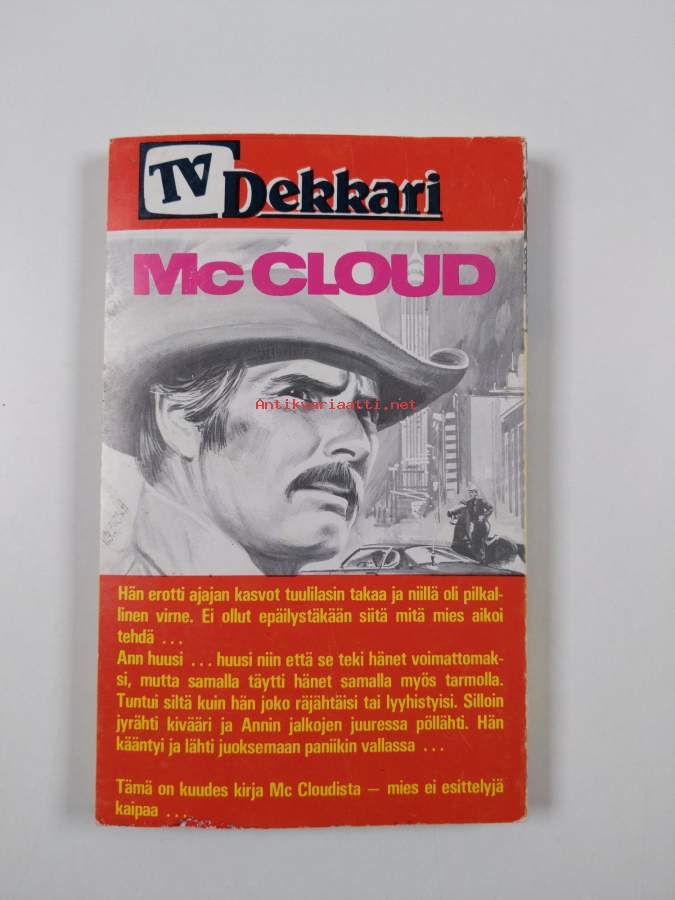 TV Dekkari
Mc CLOUD
Antikvariaatti.net
Hän erotti ajajan kasvot tuulilasin takaa ja niillä oli pilkal-
linen virne. Ei ollut epäilystäkään siitä mitä mies aikoi
tehdä ...
Ann huusi ... huusi niin että se teki hänet voimattomak-
si, mutta samalla täytti hänet samalla myös tarmolla.
Tuntui siltä kuin hän joko räjähtäisi tai lyyhistyisi. Silloin
jyrähti kivääri ja Annin jalkojen juuressa pöllähti. Hän
kääntyi ja lähti juoksemaan paniikin vallassa ...
Tämä on kuudes kirja Mc Cloudista — mies ei esittelyjä
kaipaa ...